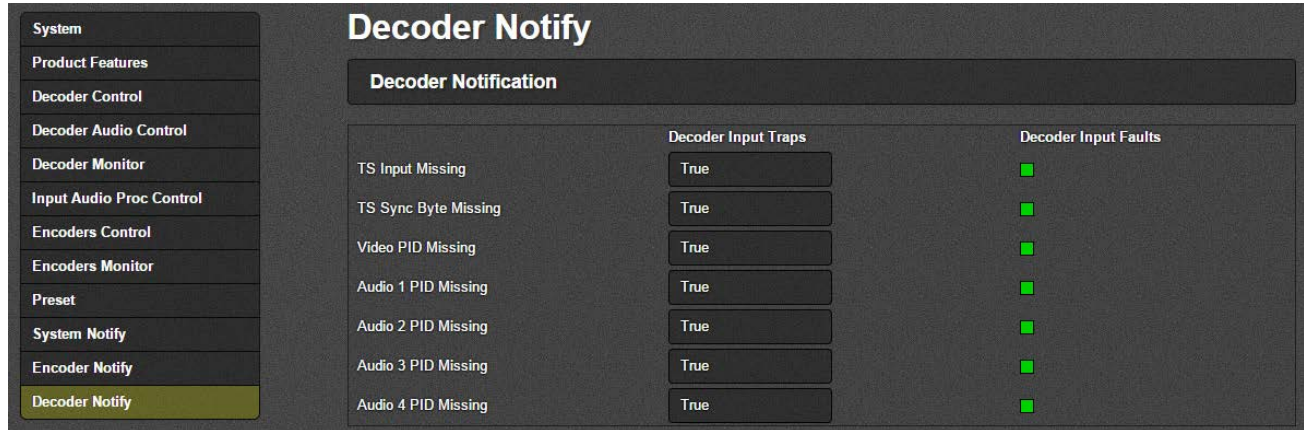 System
Product Features
Decoder Control
Decoder Audio Control
Decoder Monitor
Input Audio Proc Control
Encoders Control
Encoders Monitor
Preset
System Notify
Encoder Notify
Decoder Notify
Decoder Notify
Decoder Notification
Decoder Input Traps Decoder Input Faults
TS Input Missing True
TS Sync Byte Missing True
Video PID Missing True
Audio 1 PID Missing True
Audio 2 PID Missing True
Audio 3 PID Missing True
Audio 4 PID Missing True